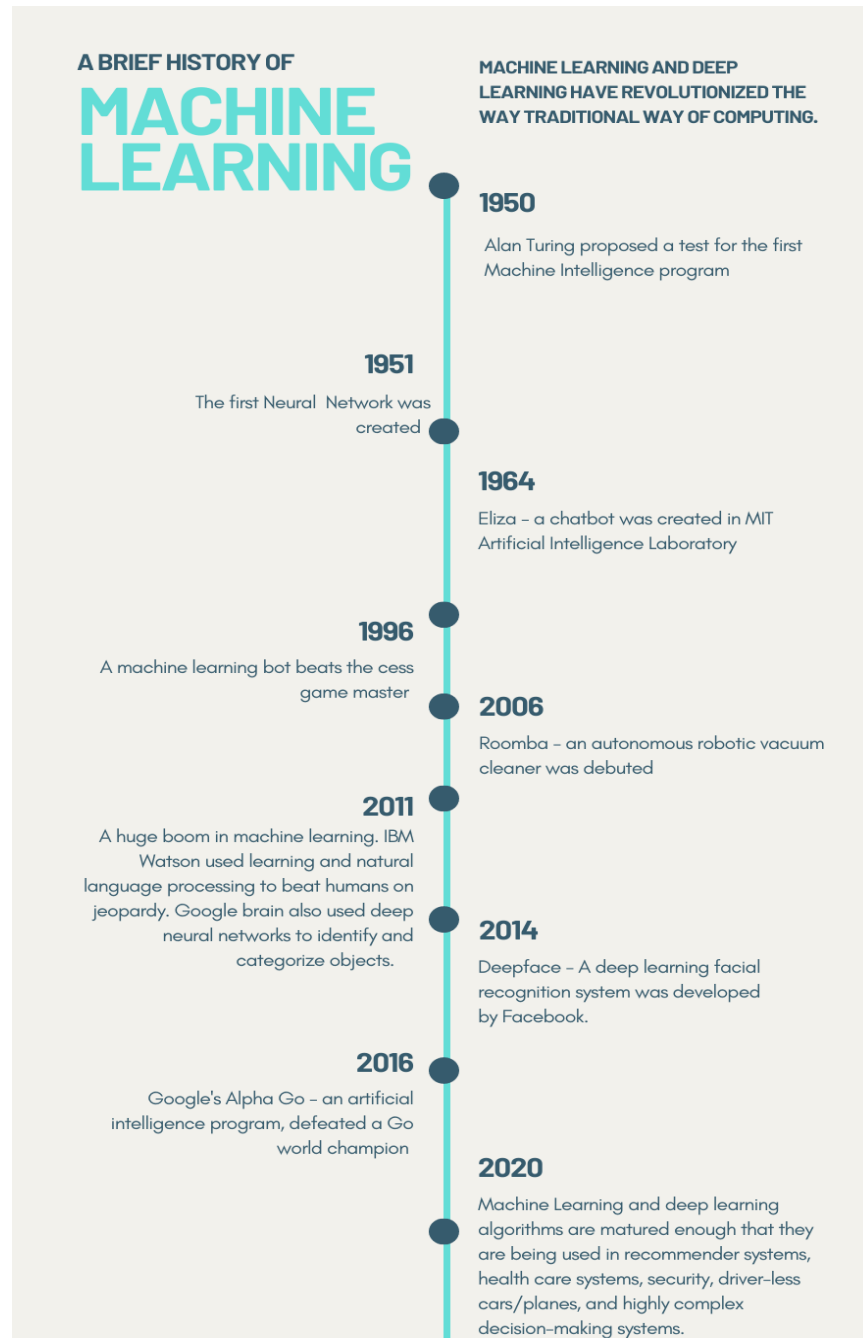 A BRIEF HISTORY OF
MACHINE
LEARNING
MACHINE LEARNING AND DEEP
LEARNING HAVE REVOLUTIONIZED THE
WAY TRADITIONAL WAY OF COMPUTING.
1950
Alan Turing proposed a test for the first
Machine Intelligence program
1951
The first Neural Network was
created
1964
Eliza - a chatbot was created in MIT
Artificial Intelligence Laboratory
1996
A machine learning bot beats the cess
game master
2006
Roomba - an autonomous robotic vacuum
cleaner was debuted
2011
A huge boom in machine learning. IBM
Watson used learning and natural
language processing to beat humans on
jeopardy. Google brain also used deep
neural networks to identify and
categorize objects.
2014
Deepface - A deep learning facial
recognition system was developed
by Facebook.
2016
Google's Alpha Go - an artificial
intelligence program, defeated a Go
world champion
2020
Machine Learning and deep learning
algorithms are matured enough that they
are being used in recommender systems,
health care systems, security, driver-less
cars/planes, and highly complex
decision-making systems.